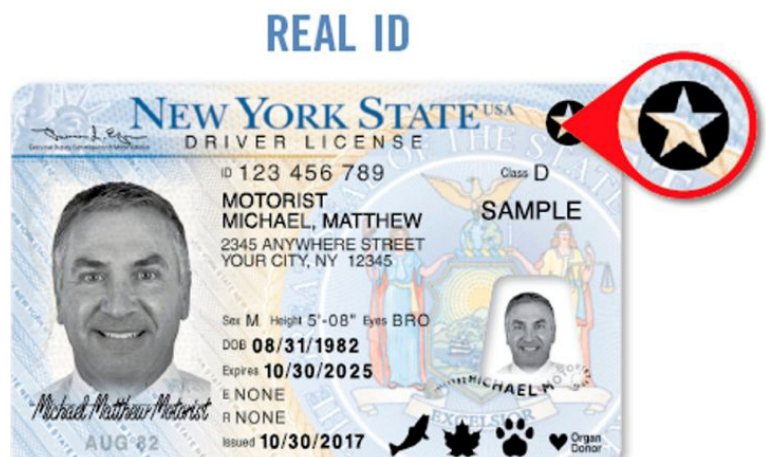 REAL ID
NEW YORK STATE USA
DRIVER LICENSE
ID 123 456 789
Class D
MOTORIST
MICHAEL, MATTHEW
SAMPLE
2345 ANYWHERE STREET
YOUR CITY, NY 12345
Sex M Height 5'-08" Eyes BRO
DOB 08/31/1982
Expires 10/30/2025
E NONE
R NONE
Issued 10/30/2017
Michael Matthew Motorist
AUG 82
MICHAEL M
EXCELSIOR
Organ
Donor